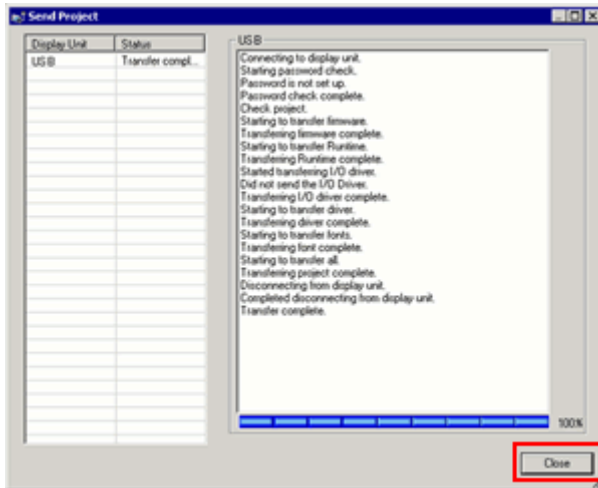 Send Project
Display Unit Status
USB Transfer compl...
USB
Connecting to display unit.
Starting password check.
Password is not set up.
Password check complete.
Check project.
Starting to transfer firmware.
Transferring firmware complete.
Starting to transfer Runtime.
Transferring Runtime complete.
Started transferring I/O driver.
Did not send the I/O Driver.
Transferring I/O driver complete.
Starting to transfer driver.
Transferring driver complete.
Starting to transfer fonts.
Transferring font complete.
Starting to transfer all.
Transferring project complete.
Disconnecting from display unit.
Completed disconnecting from display unit.
Transfer complete.
100%
Close